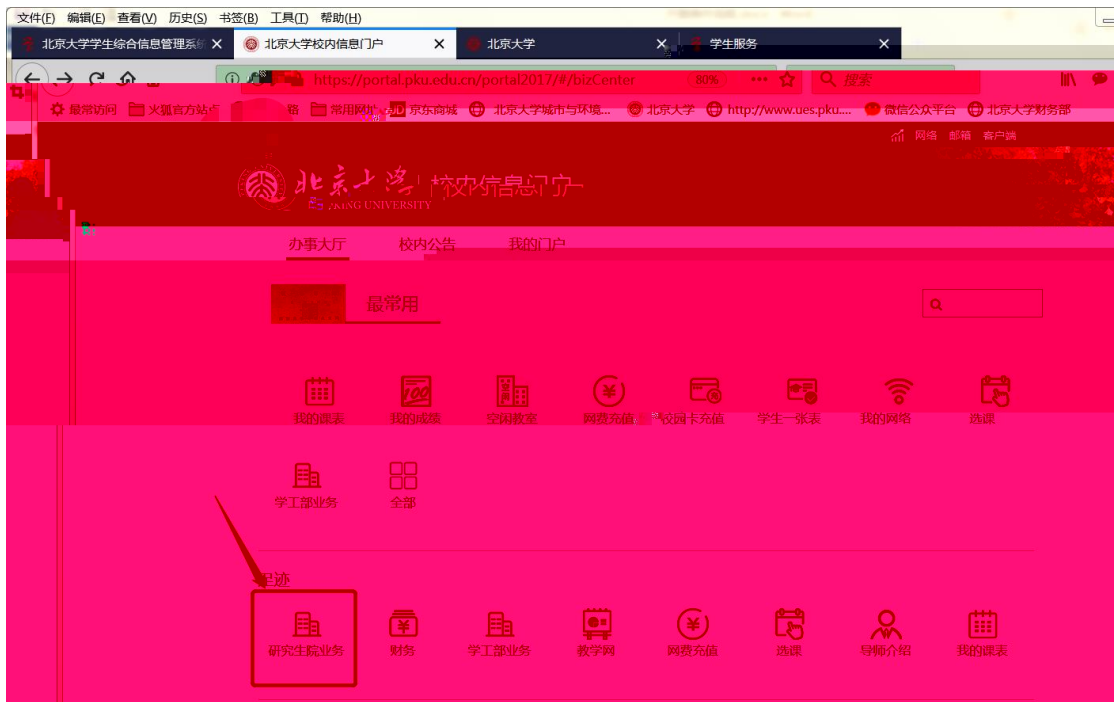 文件(F) 编辑(E) 查看(V) 历史(S) 书签(B) 工具(T) 帮助(H)
北京大学学生综合信息管理系统 北京大学校内信息门户 北京大学 学生服务
https://portal.pku.edu.cn/portal2017/#/bizCenter 80% 搜索
最常访问 火狐官方站点 常用网址 JD 京东商城 北京大学城市与环境... 北京大学 http://www.ues.pku.... 微信公众平台 北京大学财务部
网络 邮箱 客户端
北京大学 校内信息门户
PEKING UNIVERSITY
办事大厅 校内公告 我的门户
最常用
我的课表 我的成绩 空闲教室 网费充值 校园卡充值 学生一张表 我的网络 选课
学工部业务 全部
足迹
研究生院业务 财务 学工部业务 教学网 网费充值 选课 导师介绍 我的课表